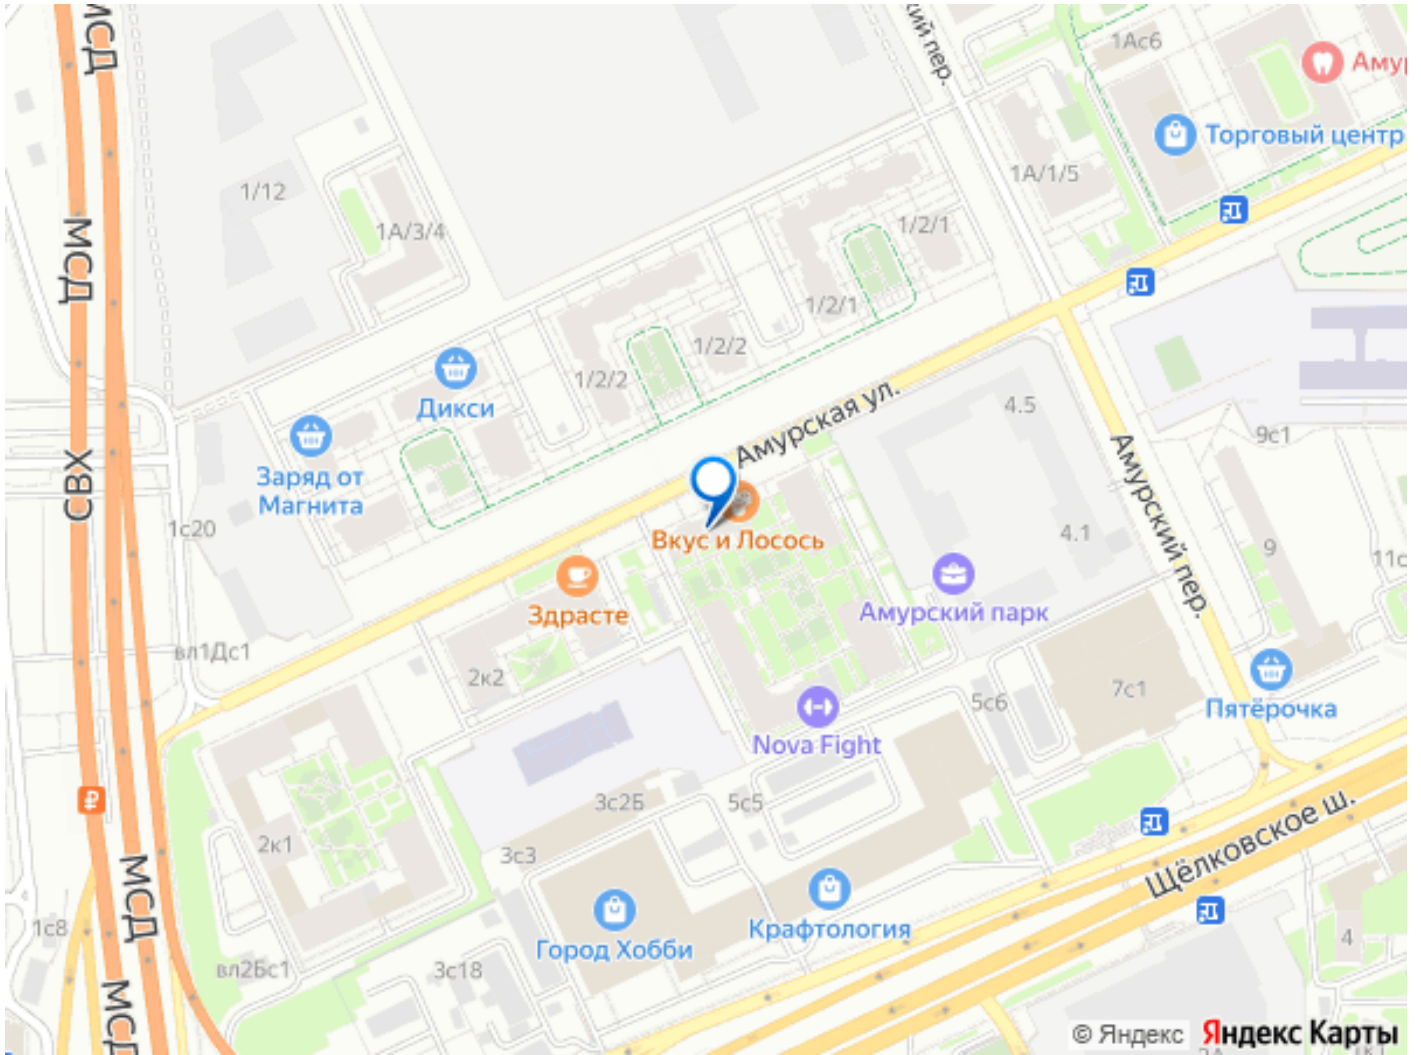 МСД
ский пер.
1Ас6
Аму
Торговый центр
1/12
1А/3/4
1А/1/5
МСД
1/2/1
1/2/1
1/2/2
1/2/2
Дикси
Амурская ул.
4.5
9с1
Заряд от
Магнита
СВХ
1с20
Вкус и Лосось
4.1
Амурский пер.
9
11с
Здрасте
Амурский парк
вл1Дс1
2к2
7с1
5с6
Пятёрочка
Nova Fight
3с2Б
5с5
2к1
3с3
Щёлковское ш.
МСД
Город Хобби
Крафтология
1с8
4
вл2Бс1
3с18
МСД
© Яндекс
Яндекс Карты